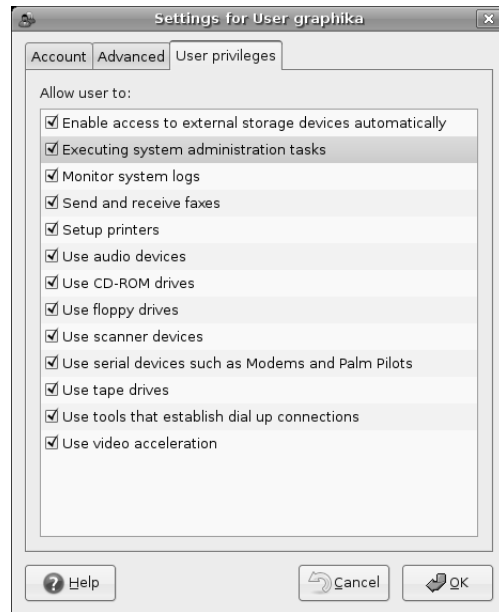 Settings for User graphika
Account Advanced User privileges
Allow user to:
Enable access to external storage devices automatically
Executing system administration tasks
Monitor system logs
Send and receive faxes
Setup printers
Use audio devices
Use CD-ROM drives
Use floppy drives
Use scanner devices
Use serial devices such as Modems and Palm Pilots
Use tape drives
Use tools that establish dial up connections
Use video acceleration
Help Cancel OK